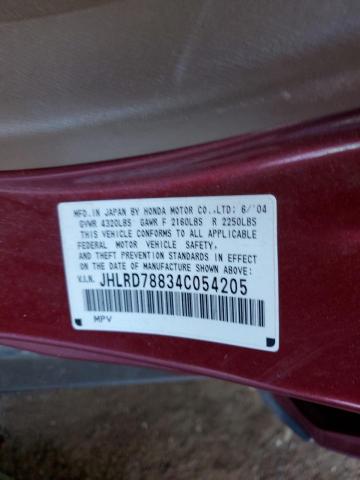 MFD.IN JAPAN BY HONDA MOTOR CO.,LTD: 6/'04
GVWR 4320LBS GAWR F 2160LBS R 2250LBS
THIS VEHICLE CONFORMS TO ALL APPLICABLE
FEDERAL MOTOR VEHICLE SAFETY,
AND THEFT PREVENTION STANDARDS IN EFFECT
ON THE DATE OF MANUFACTURE SHOWN ABOVE:
V.I.N. JHLRD78834C054205
MPV